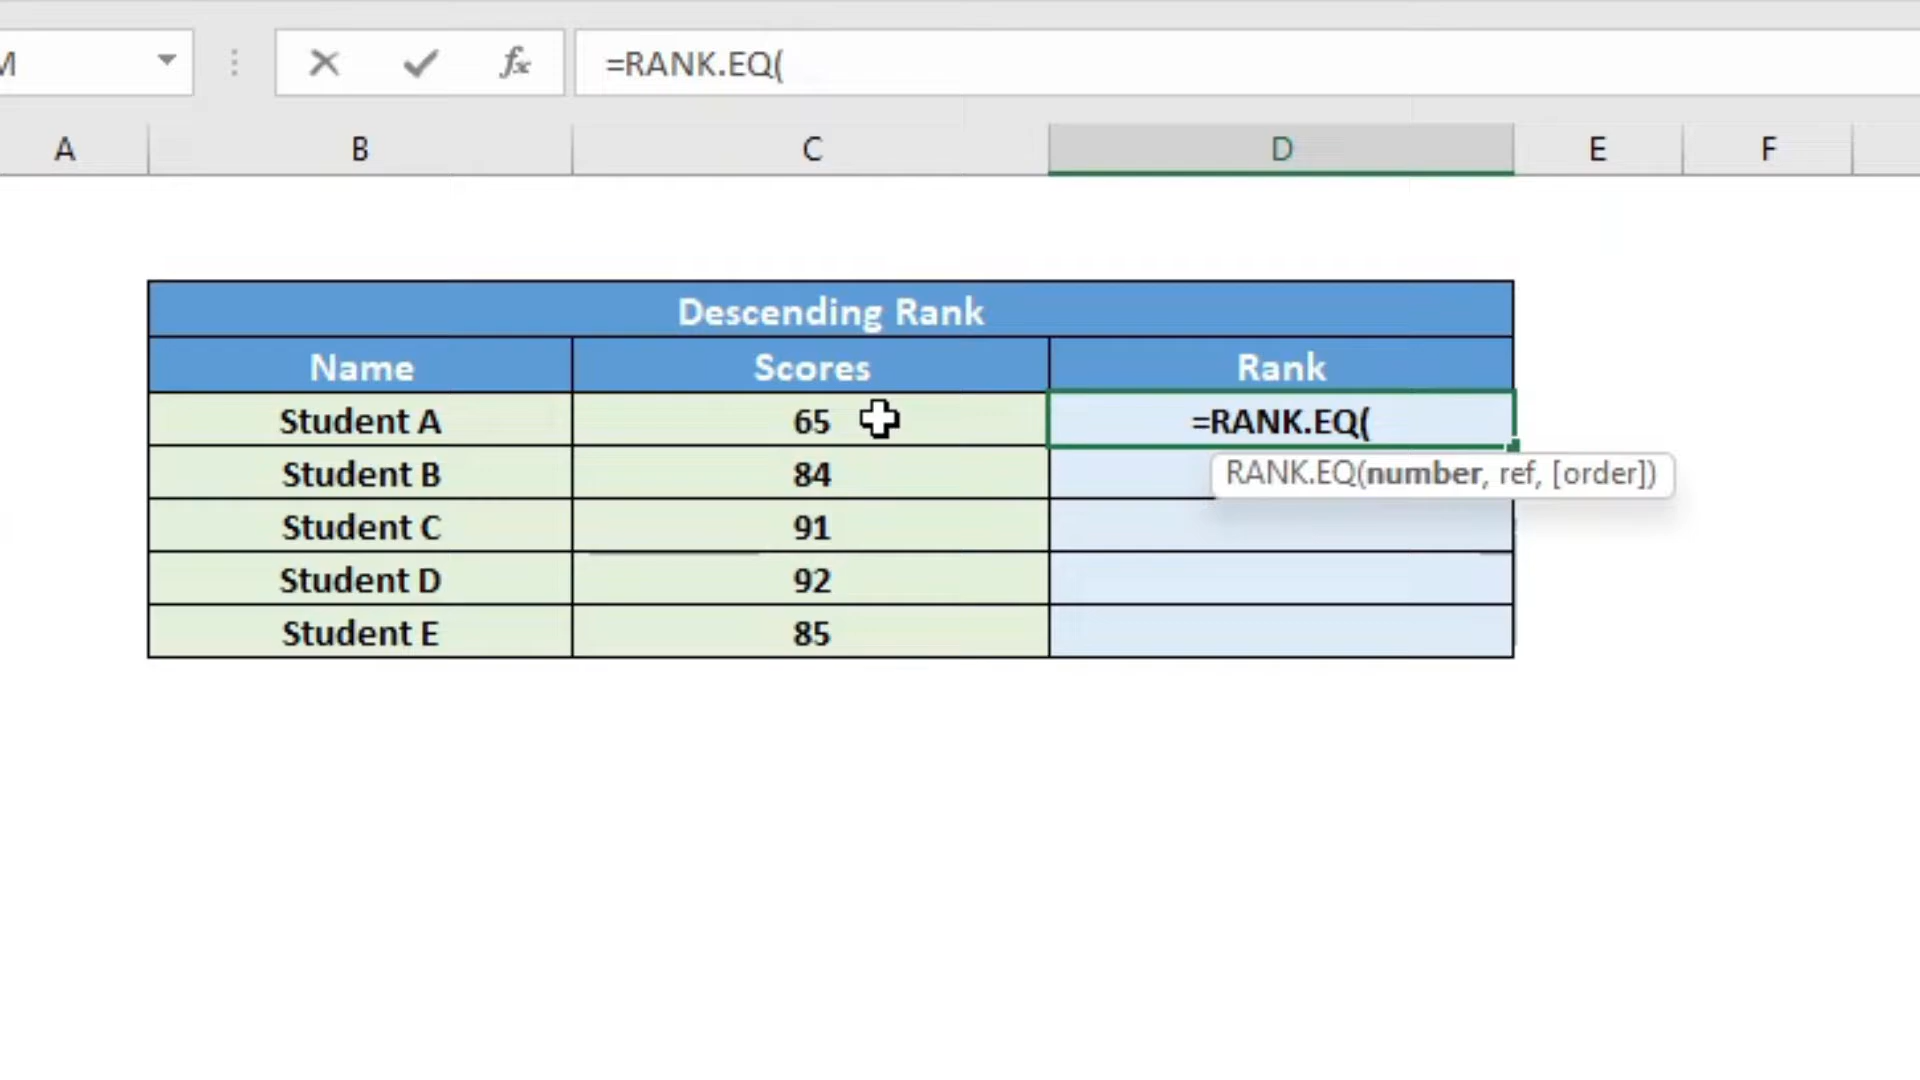 M fx =RANK.EQ(
A B C D E F
Descending Rank
Name Scores Rank
Student A 65 =RANK.EQ(
Student B 84 RANK.EQ(number, ref, [order])
Student C 91
Student D 92
Student E 85